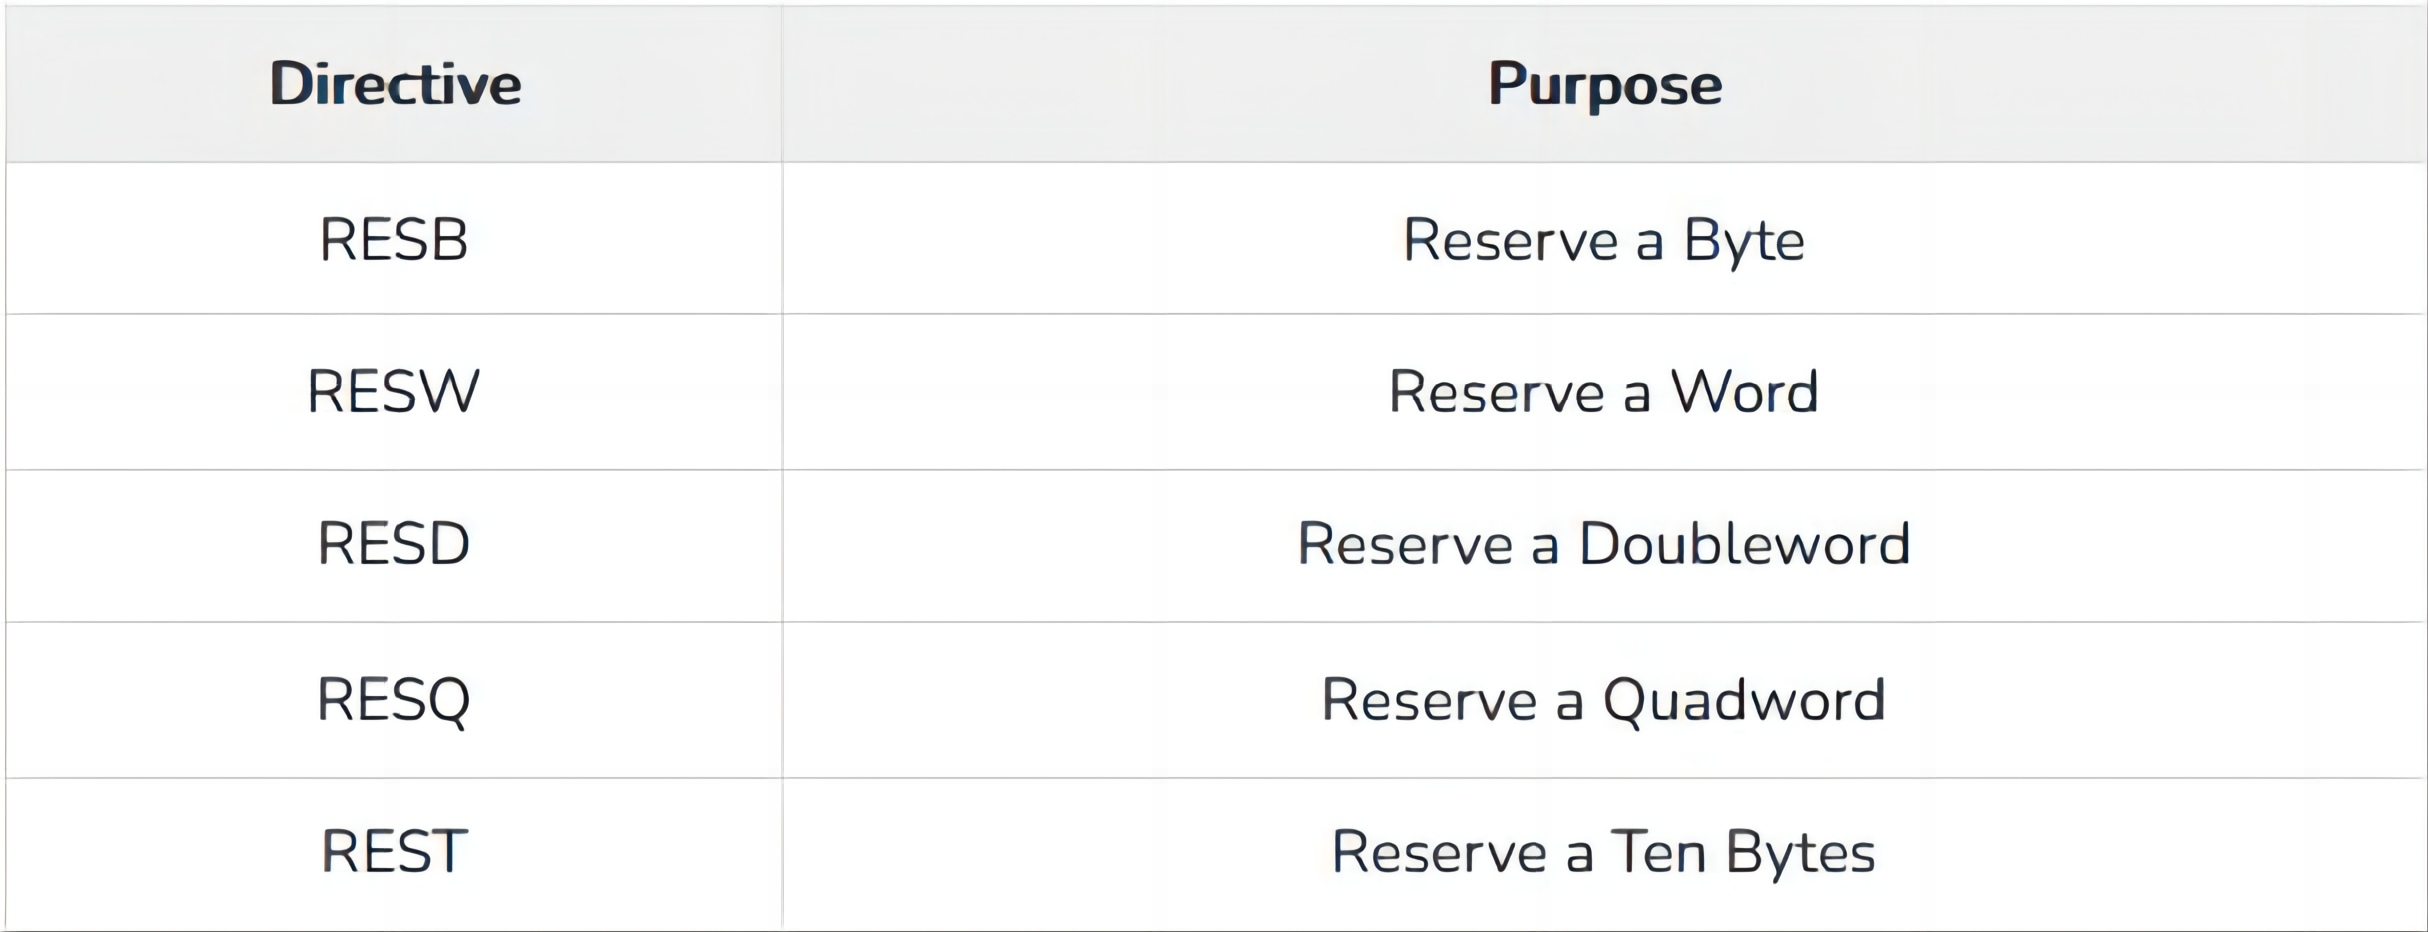 Directive Purpose
RESB Reserve a Byte
RESW Reserve a Word
RESD Reserve a Doubleword
RESQ Reserve a Quadword
REST Reserve a Ten Bytes